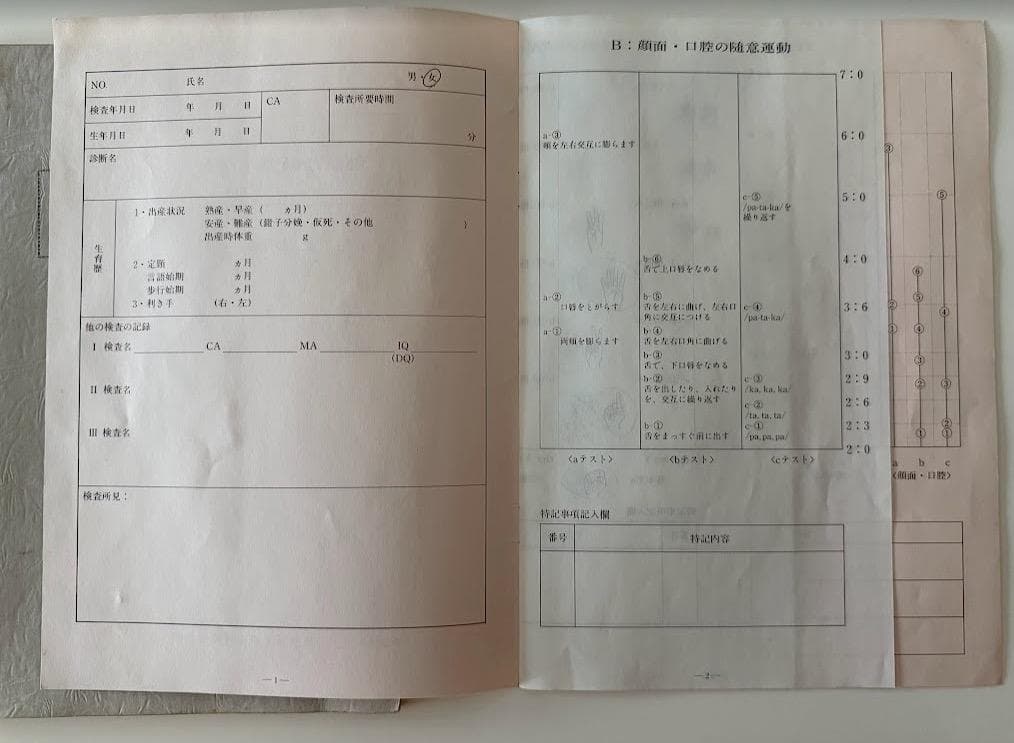 NO. 氏名 男・女
検査年月日 年 月 日 CA 検査所要時間
生年月日 年 月 日 分
診断名
生育歴
1・出産状況 熟産・早産 ( ヵ月)
安産・難産 (鉗子分娩・仮死・その他 )
出産時体重 g
2・定頸 ヵ月
言語始期 ヵ月
歩行始期 ヵ月
3・利き手 (右・左)
他の検査の記録
I 検査名 CA MA IQ
(DQ)
II 検査名
III 検査名
検査所見:
—1—
B:顔面・口腔の随意運動
7:0
6:0
5:0
4:0
3:6
3:0
2:9
2:6
2:3
2:0
a-③
頬を左右交互に膨らます
a-②
口唇をとがらす
a-①
両頬を膨らます
b-⑥
舌で上口唇をなめる
b-⑤
舌を左右に曲げ、左右口
角に交互につける
b-④
舌を左右口角に曲げる
b-③
舌で、下口唇をなめる
b-②
舌を出したり、入れたり
を、交互に繰り返す
b-①
舌をまっすぐ前に出す
c-⑤
/pa-ta-ka/を
繰り返す
c-④
/pa-ta-ka/
c-③
/ka, ka, ka/
c-②
/ta, ta, ta/
c-①
/pa, pa, pa/
〈aテスト〉 〈bテスト〉 〈cテスト〉
特記事項記入欄
番号 特記内容
—2—
③
⑤
⑥
② ⑤ ④
① ④
③
② ③
②
① ①
a b c
〈顔面・口腔〉